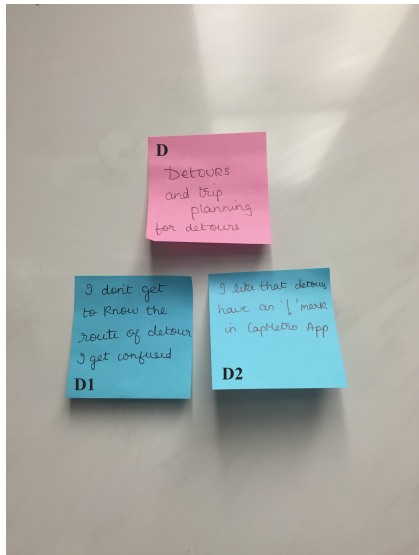 D
DETOURS
and trip
planning
for detours
I don't get
to know the
route of detour
I get confused
D1
I like that detours
have an '!' mark
in CapMetro App
D2